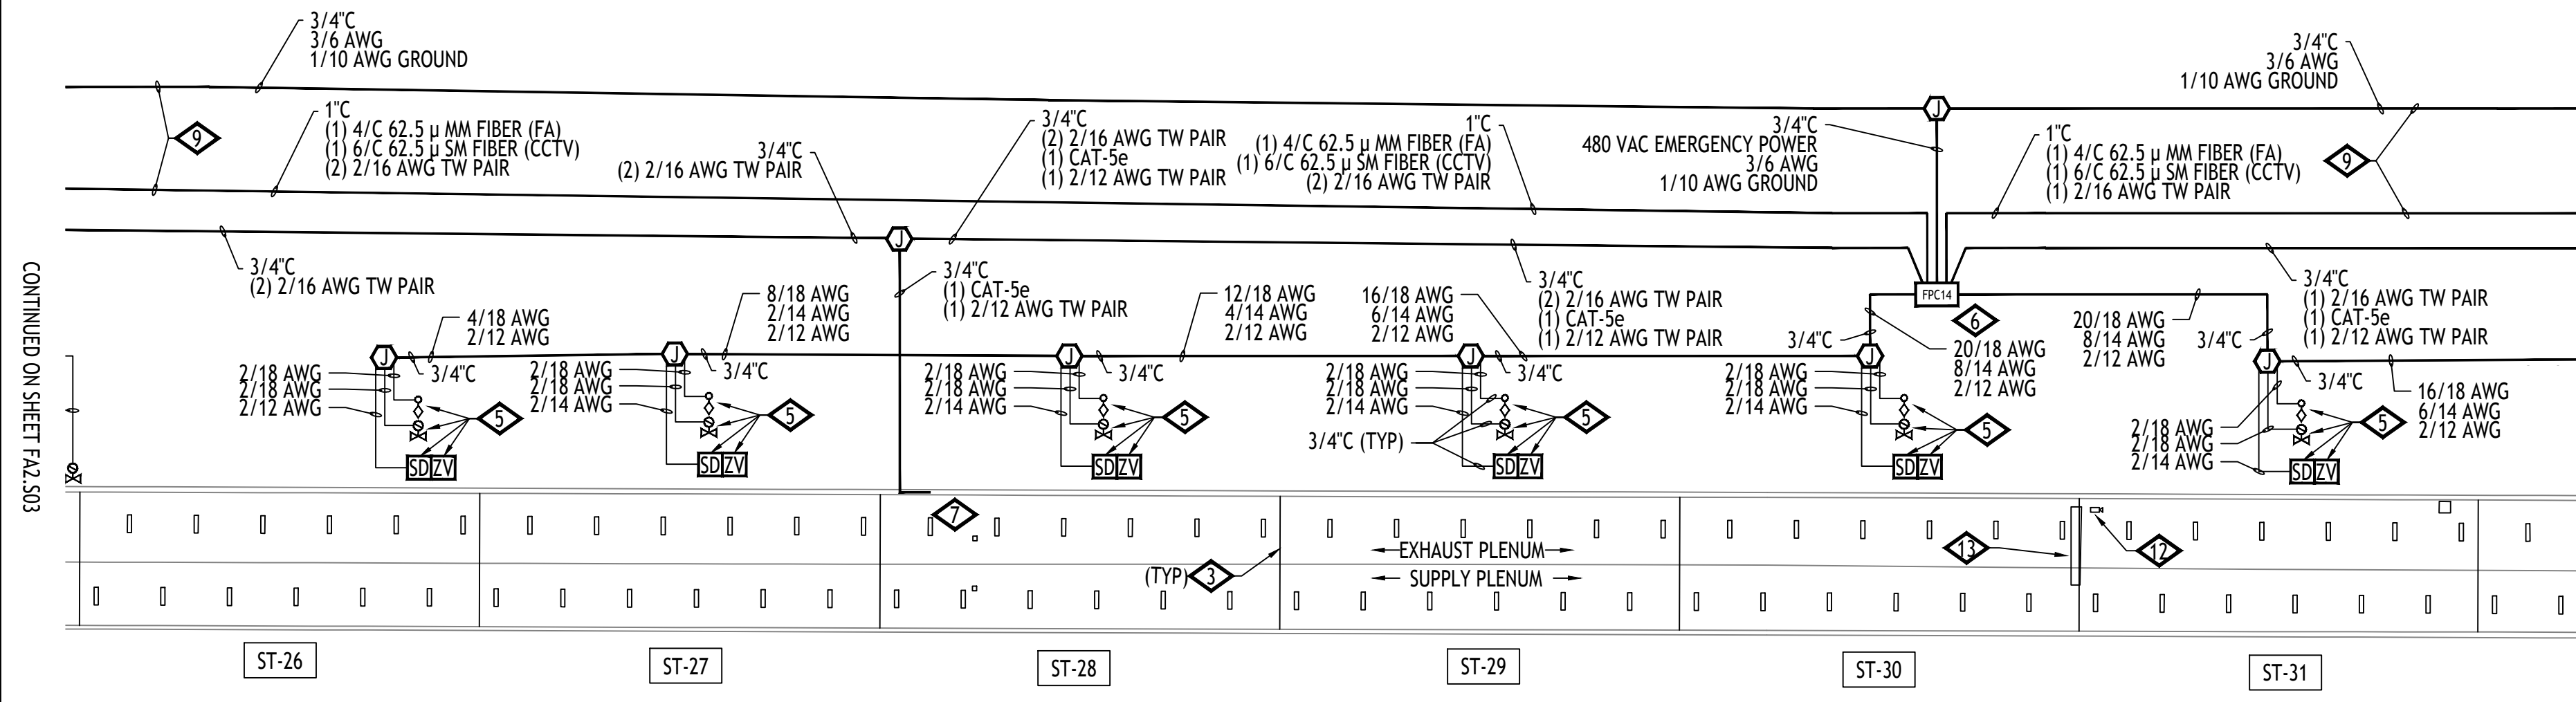 3/4"C
3/6 AWG
1/10 AWG GROUND
3/4"C
3/6 AWG
1/10 AWG GROUND
J
9
1"C
(1) 4/C 62.5 µ MM FIBER (FA)
(1) 6/C 62.5 µ SM FIBER (CCTV)
(2) 2/16 AWG TW PAIR
3/4"C
(2) 2/16 AWG TW PAIR
3/4"C
(2) 2/16 AWG TW PAIR
(1) CAT-5e
(1) 2/12 AWG TW PAIR
1"C
(1) 4/C 62.5 µ MM FIBER (FA)
(1) 6/C 62.5 µ SM FIBER (CCTV)
(2) 2/16 AWG TW PAIR
3/4"C
480 VAC EMERGENCY POWER
3/6 AWG
1/10 AWG GROUND
1"C
(1) 4/C 62.5 µ MM FIBER (FA)
(1) 6/C 62.5 µ SM FIBER (CCTV)
(1) 2/16 AWG TW PAIR
9
J
CONTINUED ON SHEET FA2.S03
3/4"C
(2) 2/16 AWG TW PAIR
3/4"C
(1) CAT-5e
(1) 2/12 AWG TW PAIR
3/4"C
(2) 2/16 AWG TW PAIR
(1) CAT-5e
(1) 2/12 AWG TW PAIR
FPC14
6
3/4"C
(1) 2/16 AWG TW PAIR
(1) CAT-5e
(1) 2/12 AWG TW PAIR
4/18 AWG
2/12 AWG
J
3/4"C
2/18 AWG
2/18 AWG
2/12 AWG
5
SD ZV
8/18 AWG
2/14 AWG
2/12 AWG
J
3/4"C
2/18 AWG
2/18 AWG
2/14 AWG
5
SD ZV
12/18 AWG
4/14 AWG
2/12 AWG
J
3/4"C
2/18 AWG
2/18 AWG
2/14 AWG
5
SD ZV
16/18 AWG
6/14 AWG
2/12 AWG
J
3/4"C
2/18 AWG
2/18 AWG
2/14 AWG
3/4"C (TYP)
5
SD ZV
3/4"C
J
20/18 AWG
8/14 AWG
2/12 AWG
2/18 AWG
2/18 AWG
2/14 AWG
5
SD ZV
20/18 AWG
8/14 AWG
2/12 AWG
3/4"C
J
3/4"C
16/18 AWG
6/14 AWG
2/12 AWG
2/18 AWG
2/18 AWG
2/14 AWG
5
SD ZV
7
(TYP) 3
EXHAUST PLENUM
SUPPLY PLENUM
13
12
ST-26
ST-27
ST-28
ST-29
ST-30
ST-31